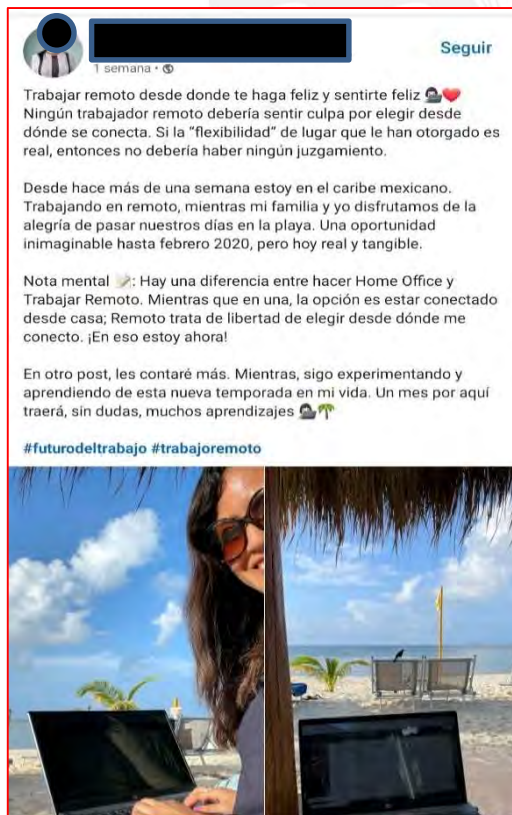 Seguir
1 semana •
Trabajar remoto desde donde te haga feliz y sentirte feliz
Ningún trabajador remoto debería sentir culpa por elegir desde
dónde se conecta. Si la "flexibilidad" de lugar que le han otorgado es
real, entonces no debería haber ningún juzgamiento.
Desde hace más de una semana estoy en el caribe mexicano.
Trabajando en remoto, mientras mi familia y yo disfrutamos de la
alegría de pasar nuestros días en la playa. Una oportunidad
inimaginable hasta febrero 2020, pero hoy real y tangible.
Nota mental 📝: Hay una diferencia entre hacer Home Office y
Trabajar Remoto. Mientras que en una, la opción es estar conectado
desde casa; Remoto trata de libertad de elegir desde dónde me
conecto. ¡En eso estoy ahora!
En otro post, les contaré más. Mientras, sigo experimentando y
aprendiendo de esta nueva temporada en mi vida. Un mes por aquí
traerá, sin dudas, muchos aprendizajes
#futurodeltrabajo #trabajoremoto